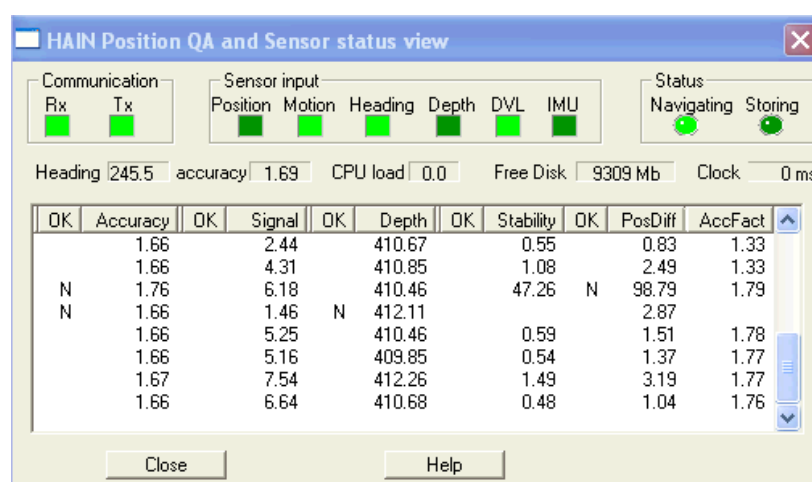 HAIN Position QA and Sensor status view
Communication Sensor input Status
Rx Tx Position Motion Heading Depth DVL IMU Navigating Storing
Heading 245.5 accuracy 1.69 CPU load 0.0 Free Disk 9309 Mb Clock 0 ms
OK Accuracy OK Signal OK Depth OK Stability OK PosDiff AccFact
1.66 2.44 410.67 0.55 0.83 1.33
1.66 4.31 410.85 1.08 2.49 1.33
N 1.76 6.18 410.46 47.26 N 98.79 1.79
N 1.66 1.46 N 412.11 2.87
1.66 5.25 410.46 0.59 1.51 1.78
1.66 5.16 409.85 0.54 1.37 1.77
1.67 7.54 412.26 1.49 3.19 1.77
1.66 6.64 410.68 0.48 1.04 1.76
Close Help